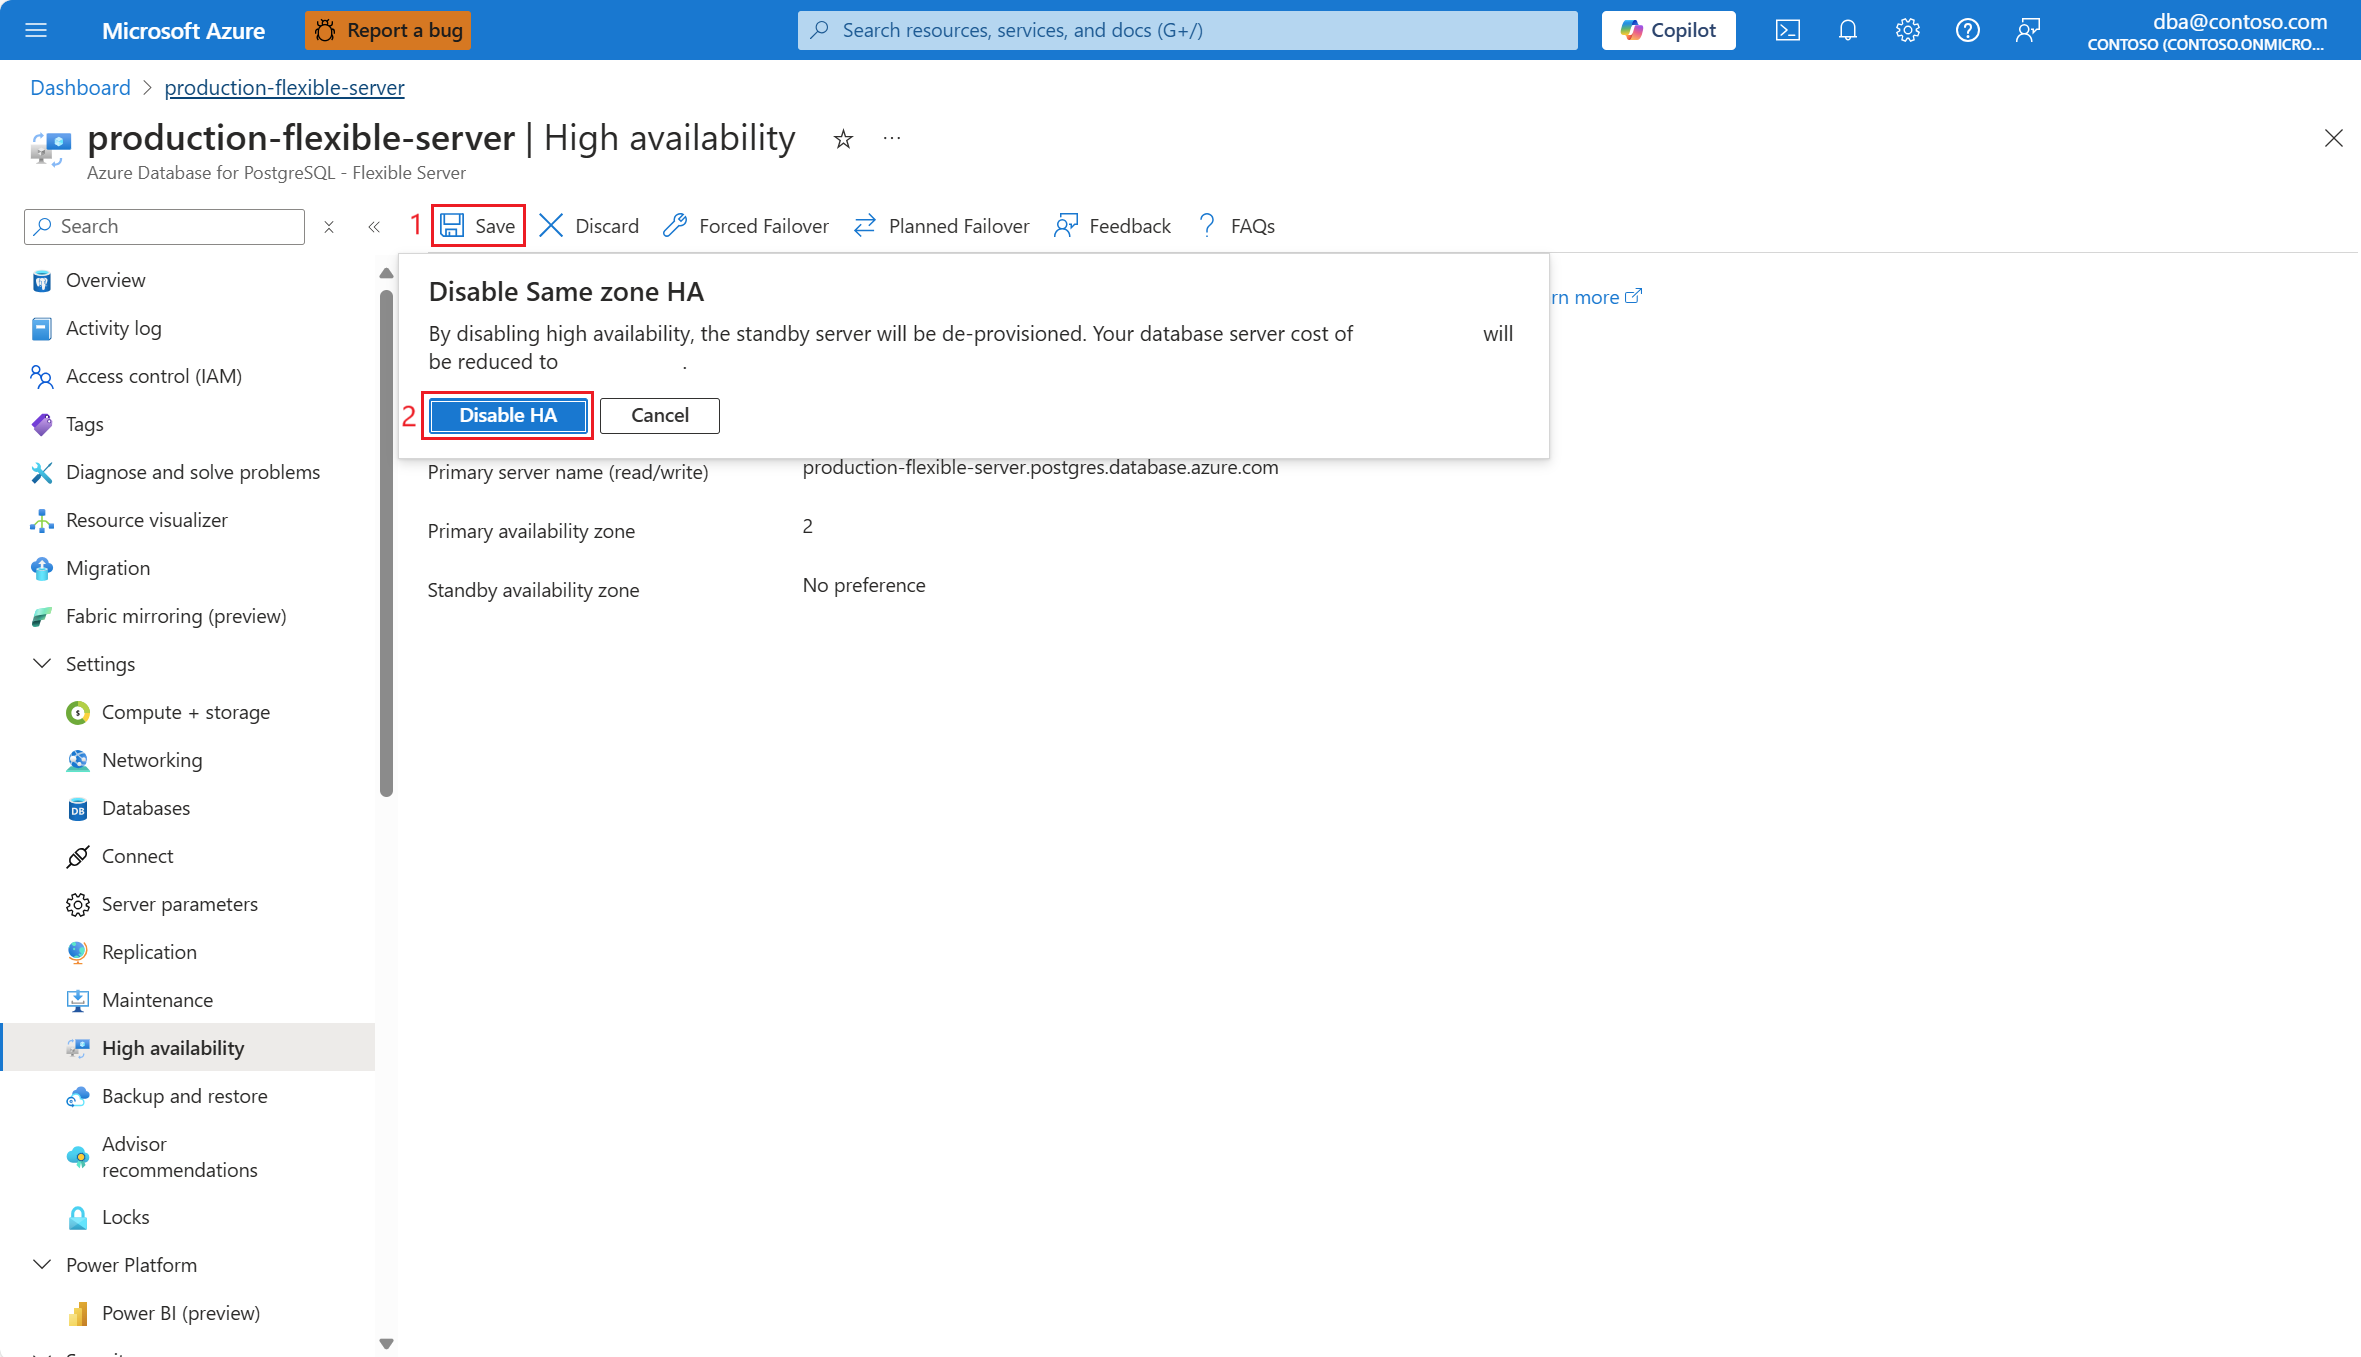 Microsoft Azure
Report a bug
Search resources, services, and docs (G+/)
Copilot
dba@contoso.com
CONTOSO (CONTOSO.ONMICRO...
Dashboard > production-flexible-server
production-flexible-server | High availability
Azure Database for PostgreSQL - Flexible Server
Search
1 Save Discard Forced Failover Planned Failover Feedback FAQs
Overview
Activity log
Access control (IAM)
Tags
Diagnose and solve problems
Resource visualizer
Migration
Fabric mirroring (preview)
Settings
Compute + storage
Networking
Databases
Connect
Server parameters
Replication
Maintenance
High availability
Backup and restore
Advisor
recommendations
Locks
Power Platform
Power BI (preview)
Disable Same zone HA
By disabling high availability, the standby server will be de-provisioned. Your database server cost of will
be reduced to .
2 Disable HA Cancel
rn more
Primary server name (read/write) production-flexible-server.postgres.database.azure.com
Primary availability zone 2
Standby availability zone No preference